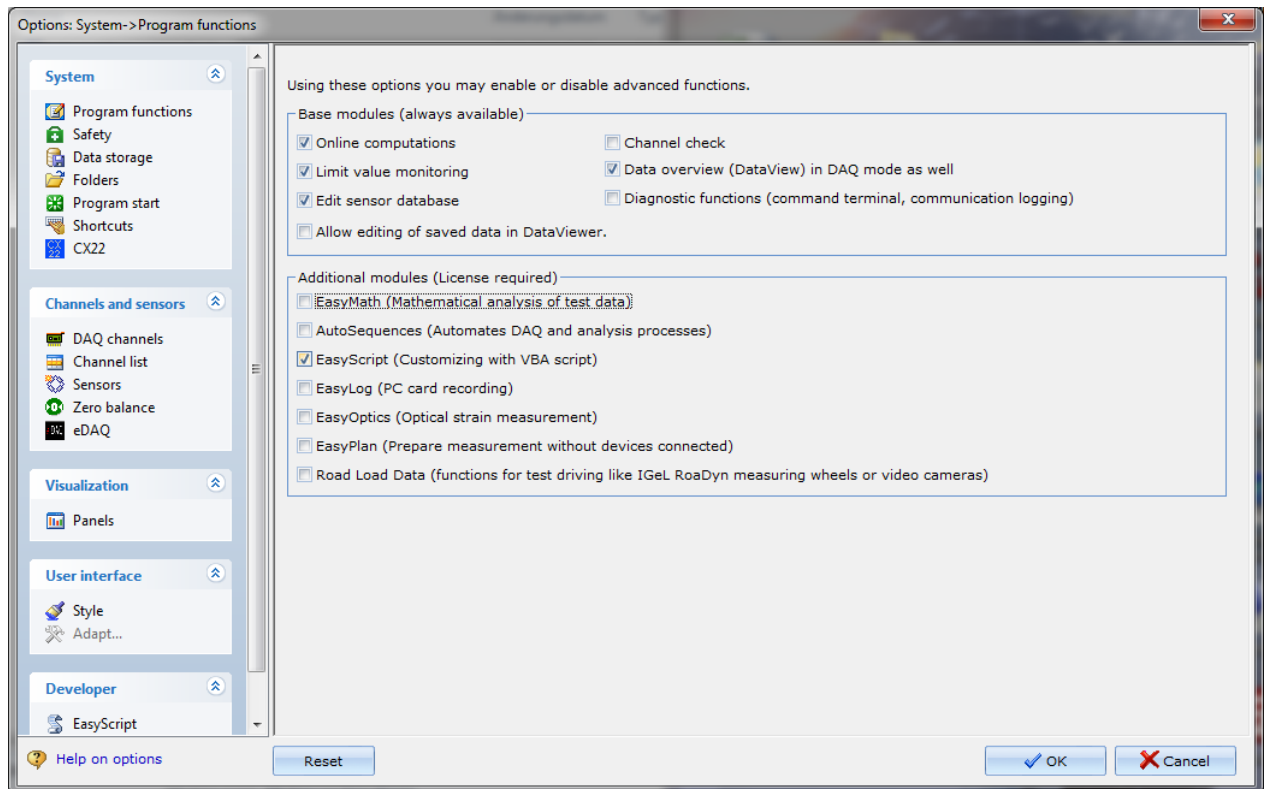 Options: System->Program functions
System
Program functions
Safety
Data storage
Folders
Program start
Shortcuts
CX22
Channels and sensors
DAQ channels
Channel list
Sensors
Zero balance
eDAQ
Visualization
Panels
User interface
Style
Adapt...
Developer
EasyScript
Help on options
Using these options you may enable or disable advanced functions.
Base modules (always available)
Online computations
Channel check
Limit value monitoring
Data overview (DataView) in DAQ mode as well
Edit sensor database
Diagnostic functions (command terminal, communication logging)
Allow editing of saved data in DataViewer.
Additional modules (License required)
EasyMath (Mathematical analysis of test data)
AutoSequences (Automates DAQ and analysis processes)
EasyScript (Customizing with VBA script)
EasyLog (PC card recording)
EasyOptics (Optical strain measurement)
EasyPlan (Prepare measurement without devices connected)
Road Load Data (functions for test driving like IGeL RoaDyn measuring wheels or video cameras)
Reset
OK
Cancel